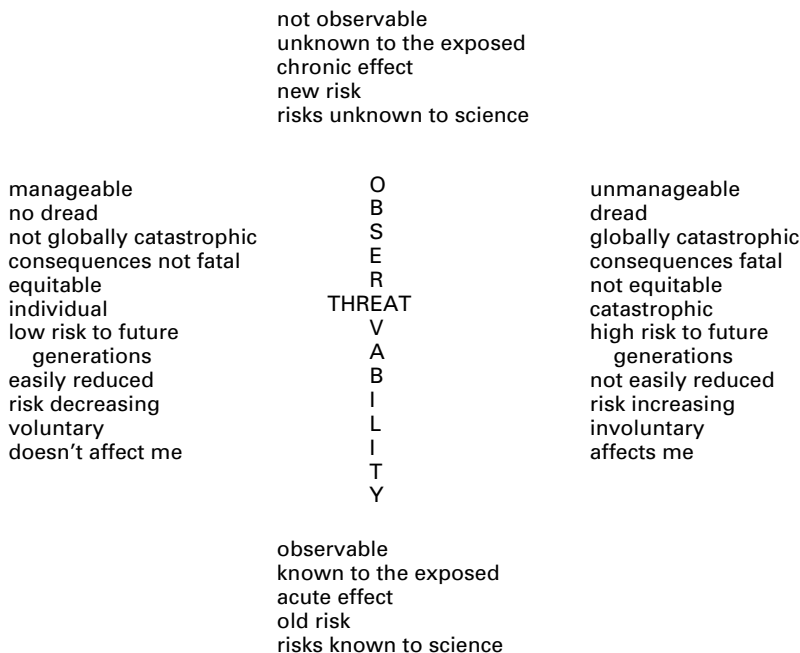 not observable
unknown to the exposed
chronic effect
new risk
risks unknown to science
manageable
no dread
not globally catastrophic
consequences not fatal
equitable
individual
low risk to future
generations
easily reduced
risk decreasing
voluntary
doesn't affect me
O
B
S
E
R
THREAT
V
A
B
I
L
I
T
Y
unmanageable
dread
globally catastrophic
consequences fatal
not equitable
catastrophic
high risk to future
generations
not easily reduced
risk increasing
involuntary
affects me
observable
known to the exposed
acute effect
old risk
risks known to science